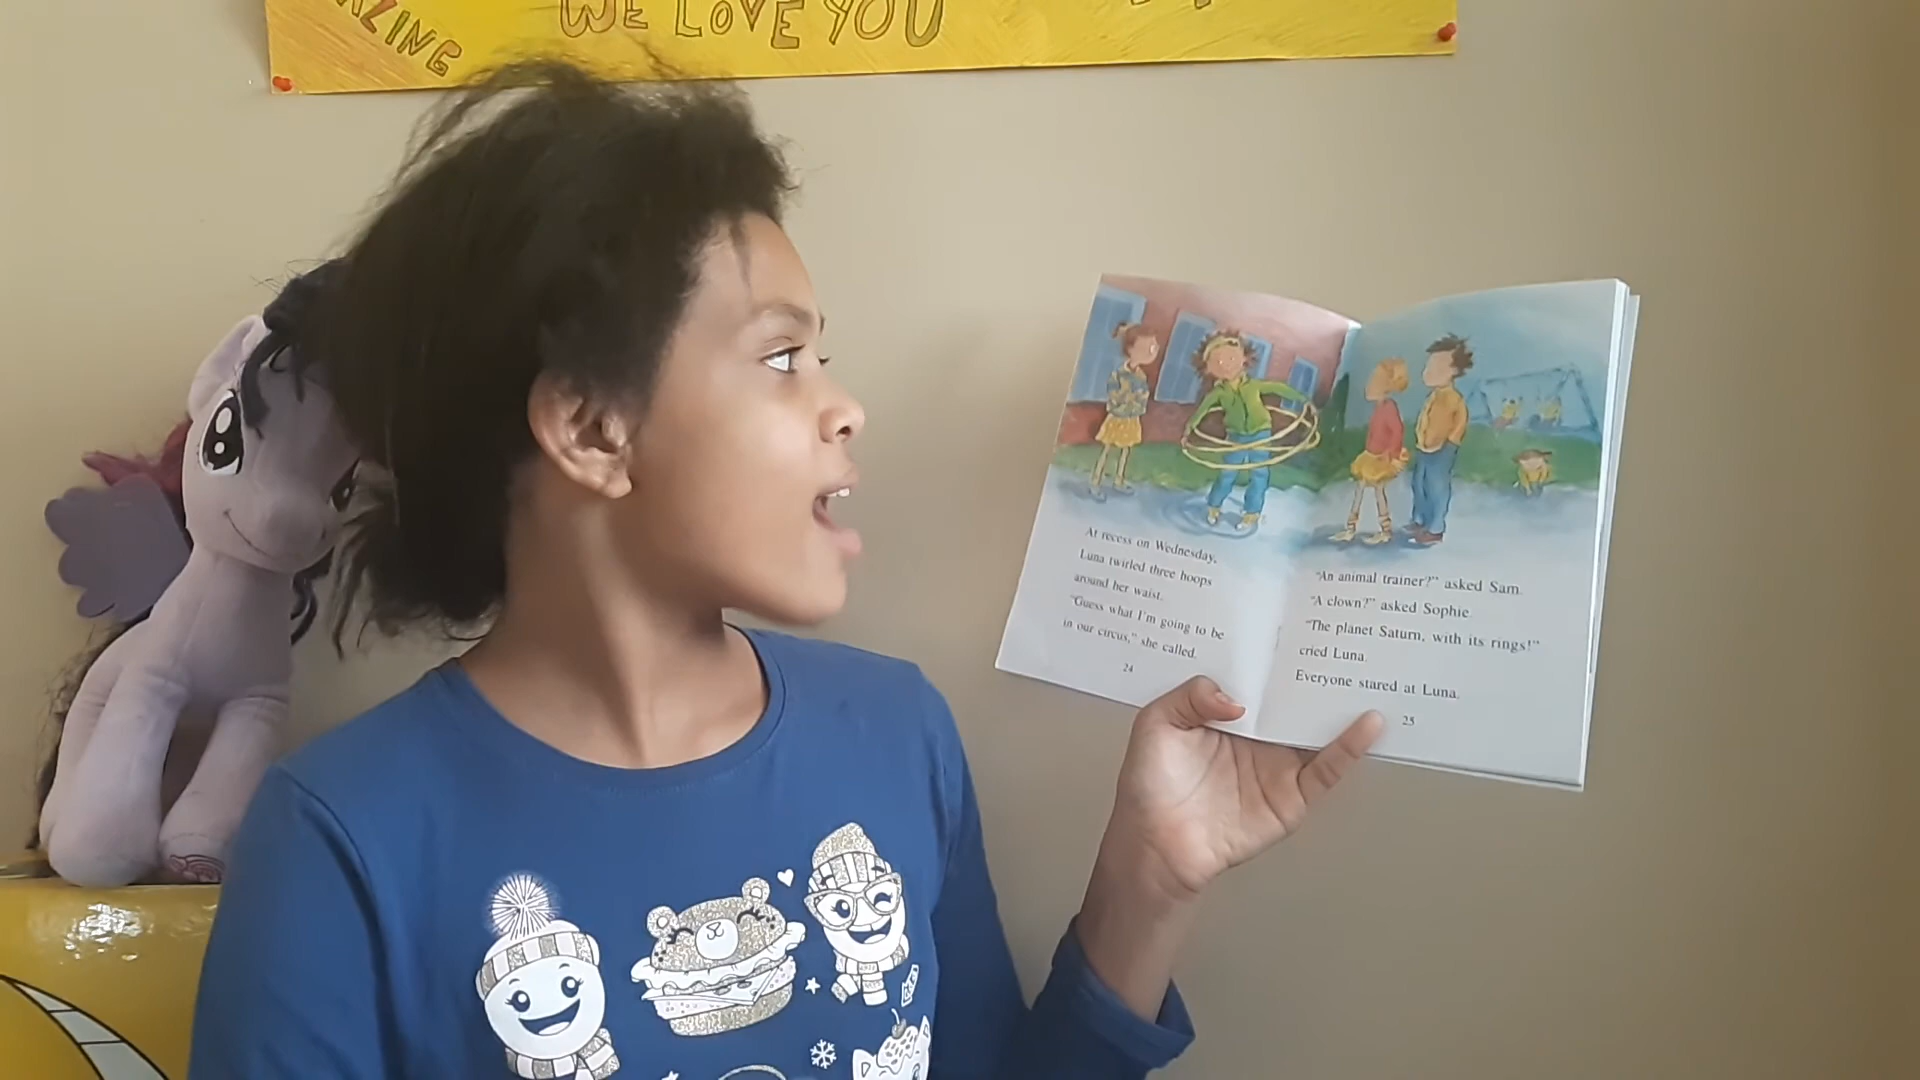 AZING
WE LOVE YOU
At recess on Wednesday,
Luna twirled three hoops
around her waist.
"Guess what I'm going to be
in our circus," she called.
24
"An animal trainer?" asked Sam.
"A clown?" asked Sophie.
"The planet Saturn, with its rings!"
cried Luna.
Everyone stared at Luna.
25